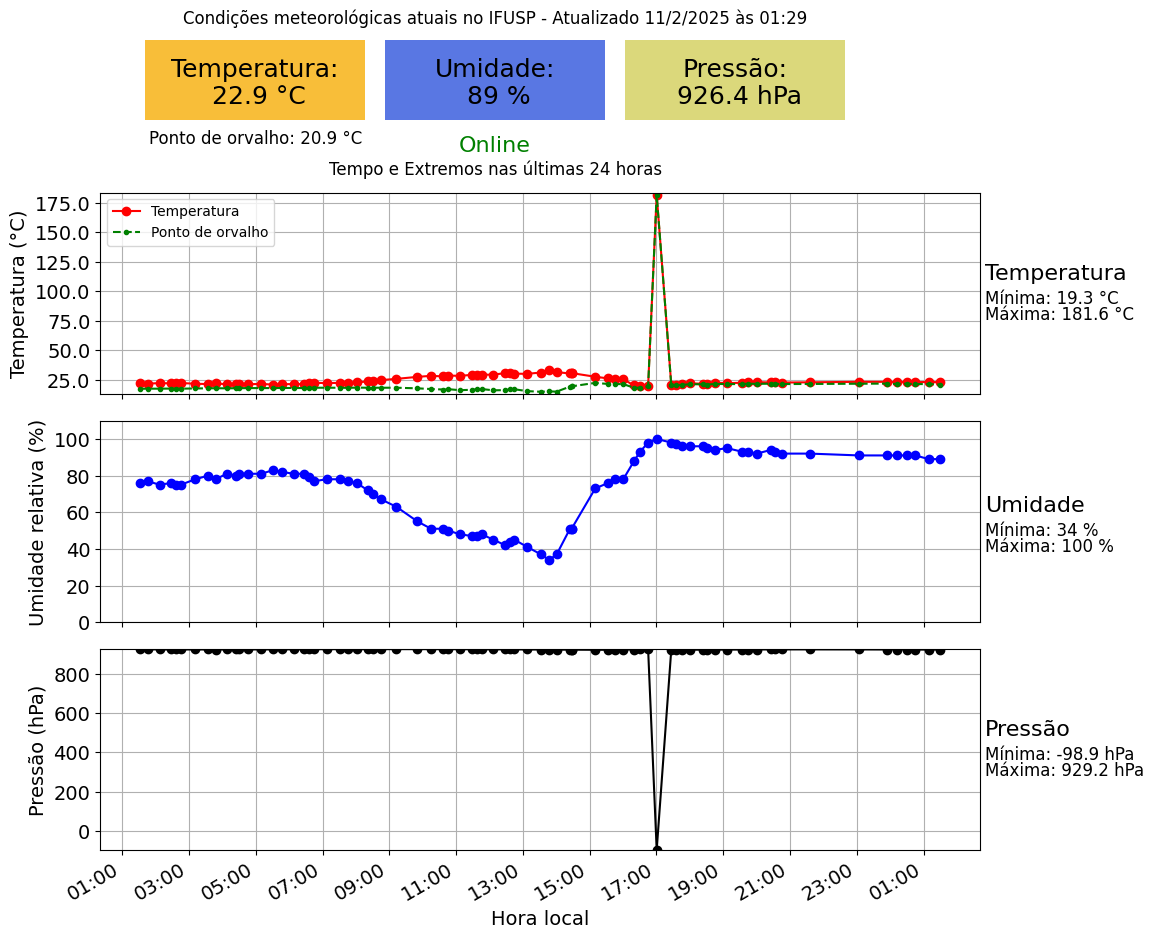 Condições meteorológicas atuais no IFUSP - Atualizado 11/2/2025 às 01:29
Temperatura:
22.9 °C
Umidade:
89 %
Pressão:
926.4 hPa
Ponto de orvalho: 20.9 °C
Online
Tempo e Extremos nas últimas 24 horas
Temperatura (°C)
175.0
150.0
125.0
100.0
75.0
50.0
25.0
Temperatura
Ponto de orvalho
Temperatura
Mínima: 19.3 °C
Máxima: 181.6 °C
Umidade relativa (%)
100
80
60
40
20
0
Umidade
Mínima: 34 %
Máxima: 100 %
Pressão (hPa)
800
600
400
200
0
Pressão
Mínima: -98.9 hPa
Máxima: 929.2 hPa
01:00 03:00 05:00 07:00 09:00 11:00 13:00 15:00 17:00 19:00 21:00 23:00 01:00
Hora local